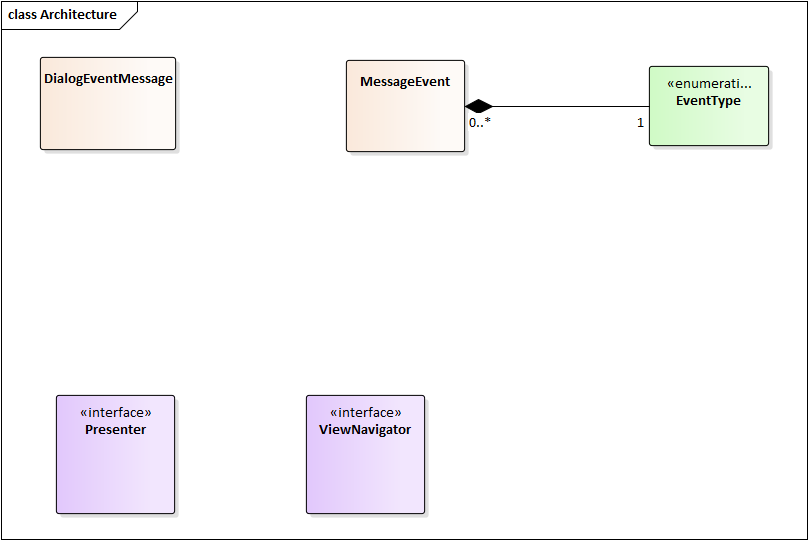 class Architecture
DialogEventMessage
MessageEvent
«enumerati...
EventType
0..*
1
«interface»
Presenter
«interface»
ViewNavigator